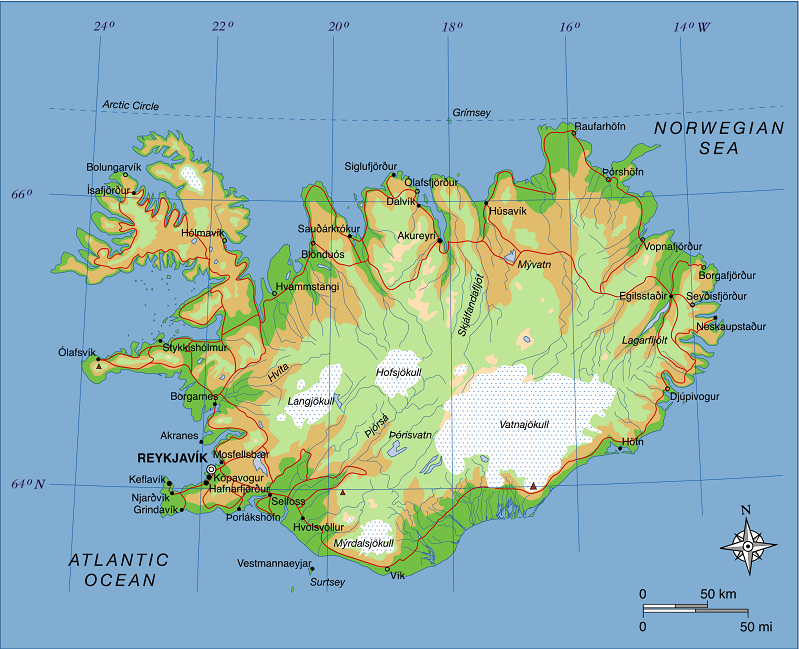 24°
22°
20°
18°
16°
14° W
Arctic Circle
Grímsey
NORWEGIAN
SEA
Raufarhöfn
Bolungarvík
Siglufjörður
Þórshöfn
Ólafsfjörður
Ísafjörður
66°
Dalvík
Húsavík
Hólmavík
Sauðárkrókur
Akureyri
Vopnafjörður
Blönduós
Mývatn
Borgafjörður
Hvammstangi
Skjálfandafljót
Egilsstaðir
Seyðisfjörður
Neskaupstaður
Lagarfljólt
Stykkishólmur
Ólafsvík
Hvíta
Hofsjökull
Borgarnes
Langjökull
Djúpivogur
Þjórsá
Vatnajökull
Akranes
Þórisvatn
Höfn
Mosfellsbær
REYKJAVÍK
Keflavík
Kópavogur
64° N
Hafnarfjörður
Njarðvík
Selfoss
Grindavík
Þorlákshöfn
Hvolsvöllur
Mýrdalsjökull
N
ATLANTIC
OCEAN
Vestmannaeyjar
Vík
Surtsey
0 50 km
0 50 mi